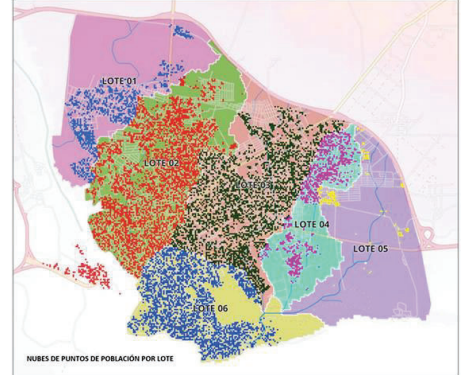 LOTE 01
LOTE 02
LOTE 03
LOTE 04
LOTE 05
LOTE 06
NUBES DE PUNTOS DE POBLACIÓN POR LOTE